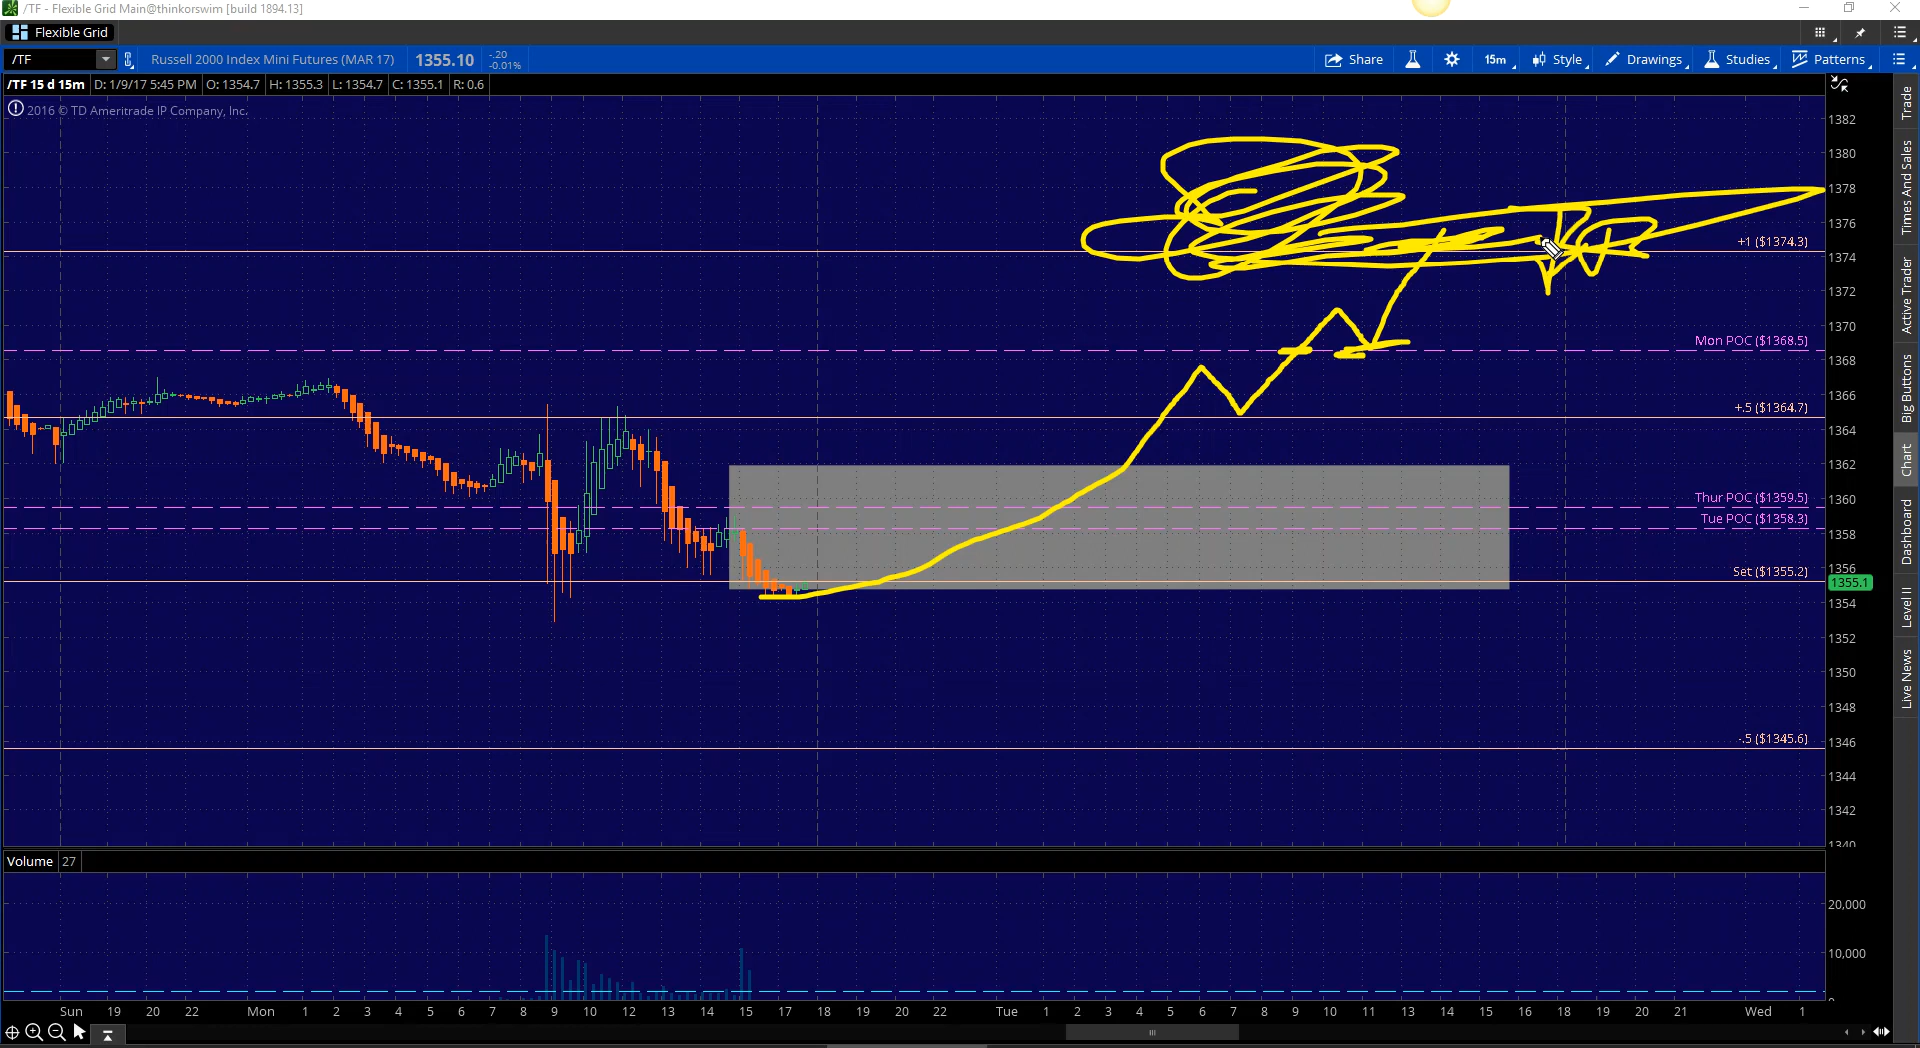 /TF - Flexible Grid Main@thinkorswim [build 1894.13]
Flexible Grid
/TF Russell 2000 Index Mini Futures (MAR 17) 1355.10 -.20 -0.01% Share 15m Style Drawings Studies Patterns
/TF 15 d 15m D: 1/9/17 5:45 PM O: 1354.7 H: 1355.3 L: 1354.7 C: 1355.1 R: 0.6
2016 © TD Ameritrade IP Company, Inc.
1382
1380
1378
1376
+1 ($1374.3)
1374
1372
1370
Mon POC ($1368.5)
1368
1366
+.5 ($1364.7)
1364
1362
Thur POC ($1359.5)
1360
Tue POC ($1358.3)
1358
1356
Set ($1355.2)
1355.1
1354
1352
1350
1348
-.5 ($1345.6)
1346
1344
1342
1340
Volume 27
20,000
10,000
0
Sun 19 20 22 Mon 1 2 3 4 5 6 7 8 9 10 12 13 14 15 17 18 19 20 22 Tue 1 2 3 4 5 6 7 8 9 10 11 13 14 15 16 18 19 20 21 Wed 1
Trade
Times And Sales
Active Trader
Big Buttons
Chart
Dashboard
Level II
Live News